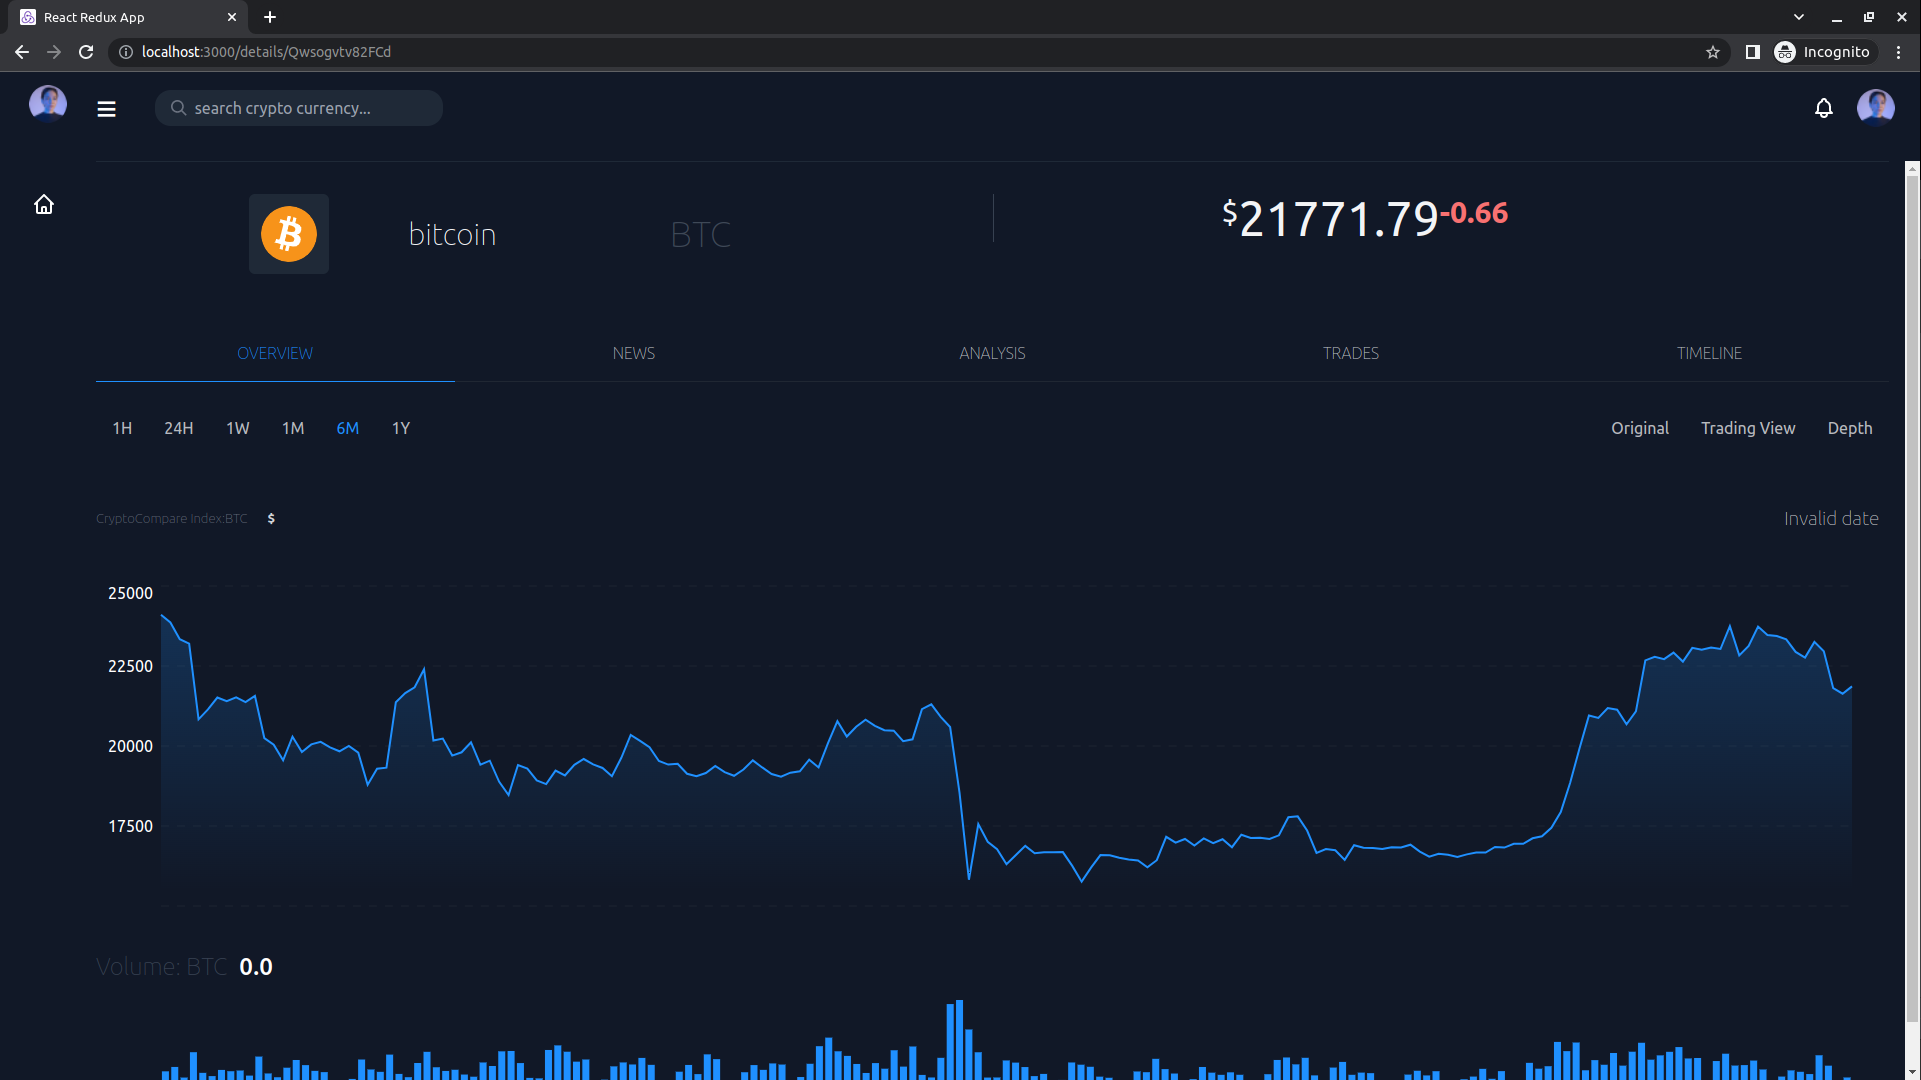 React Redux App
localhost:3000/details/Qwsogvtv82FCd
Incognito
search crypto currency...
bitcoin
BTC
$21771.79-0.66
OVERVIEW
NEWS
ANALYSIS
TRADES
TIMELINE
1H 24H 1W 1M 6M 1Y
Original Trading View Depth
CryptoCompare Index:BTC $
Invalid date
25000
22500
20000
17500
Volume: BTC 0.0